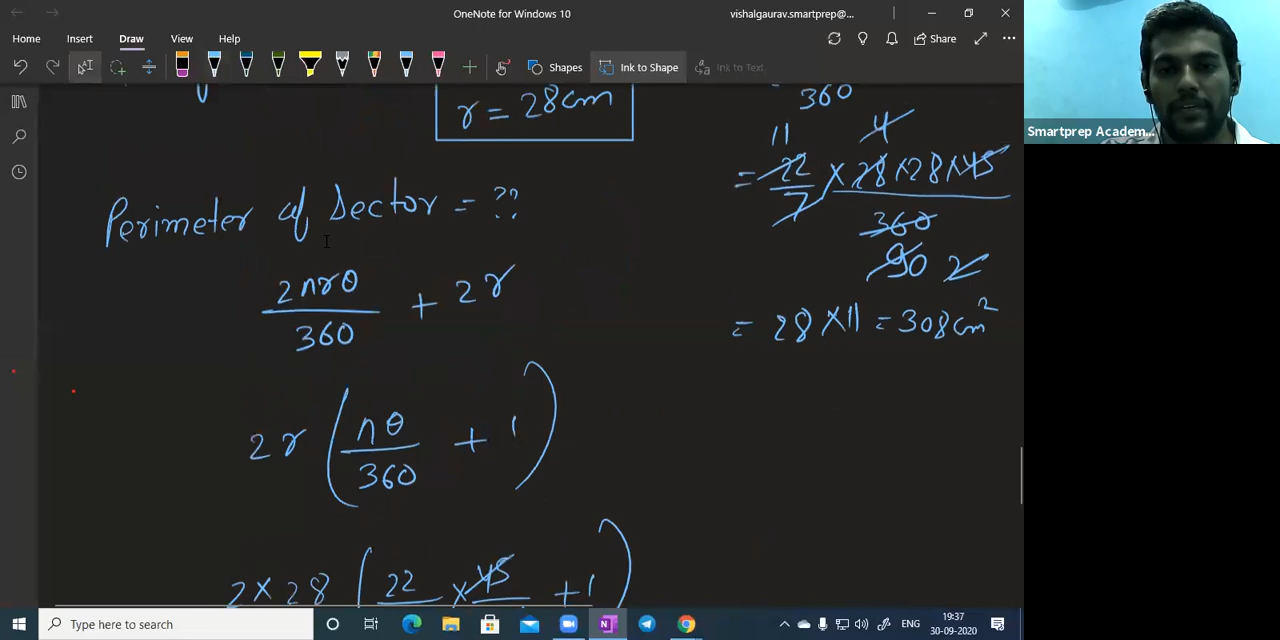 OneNote for Windows 10
vishalgaurav.smartprep@...
Home Insert Draw View Help
Share
Shapes
Ink to Shape
Ink to Text
Smartprep Academ...
r = 28cm
360
11 4
= 22 × 28 × 28 × 45
7
360
90 2
= 28 × 11 = 308cm²
Perimeter of Sector = ??
2πrθ + 2r
360
2r ( πθ + 1 )
360
2 × 28 ( 22 × 45 + 1 )
Type here to search
ENG
19:37
30-09-2020